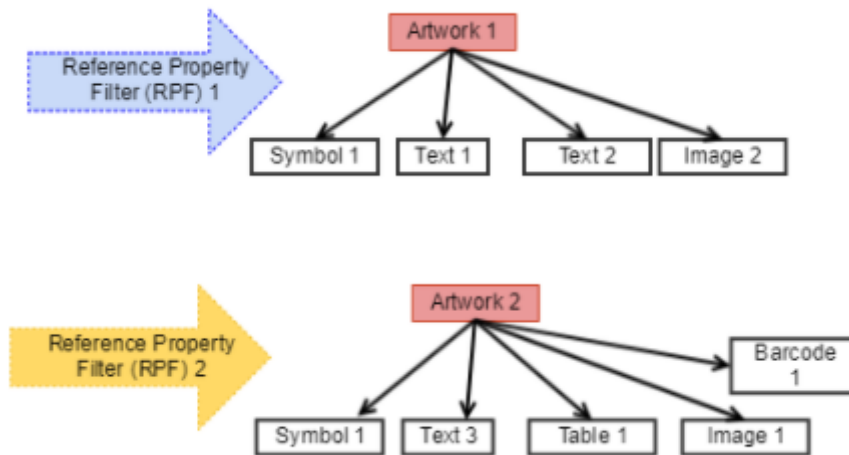 Artwork 1
Reference Property
Filter (RPF) 1
Symbol 1
Text 1
Text 2
Image 2
Artwork 2
Reference Property
Filter (RPF) 2
Barcode
1
Symbol 1
Text 3
Table 1
Image 1